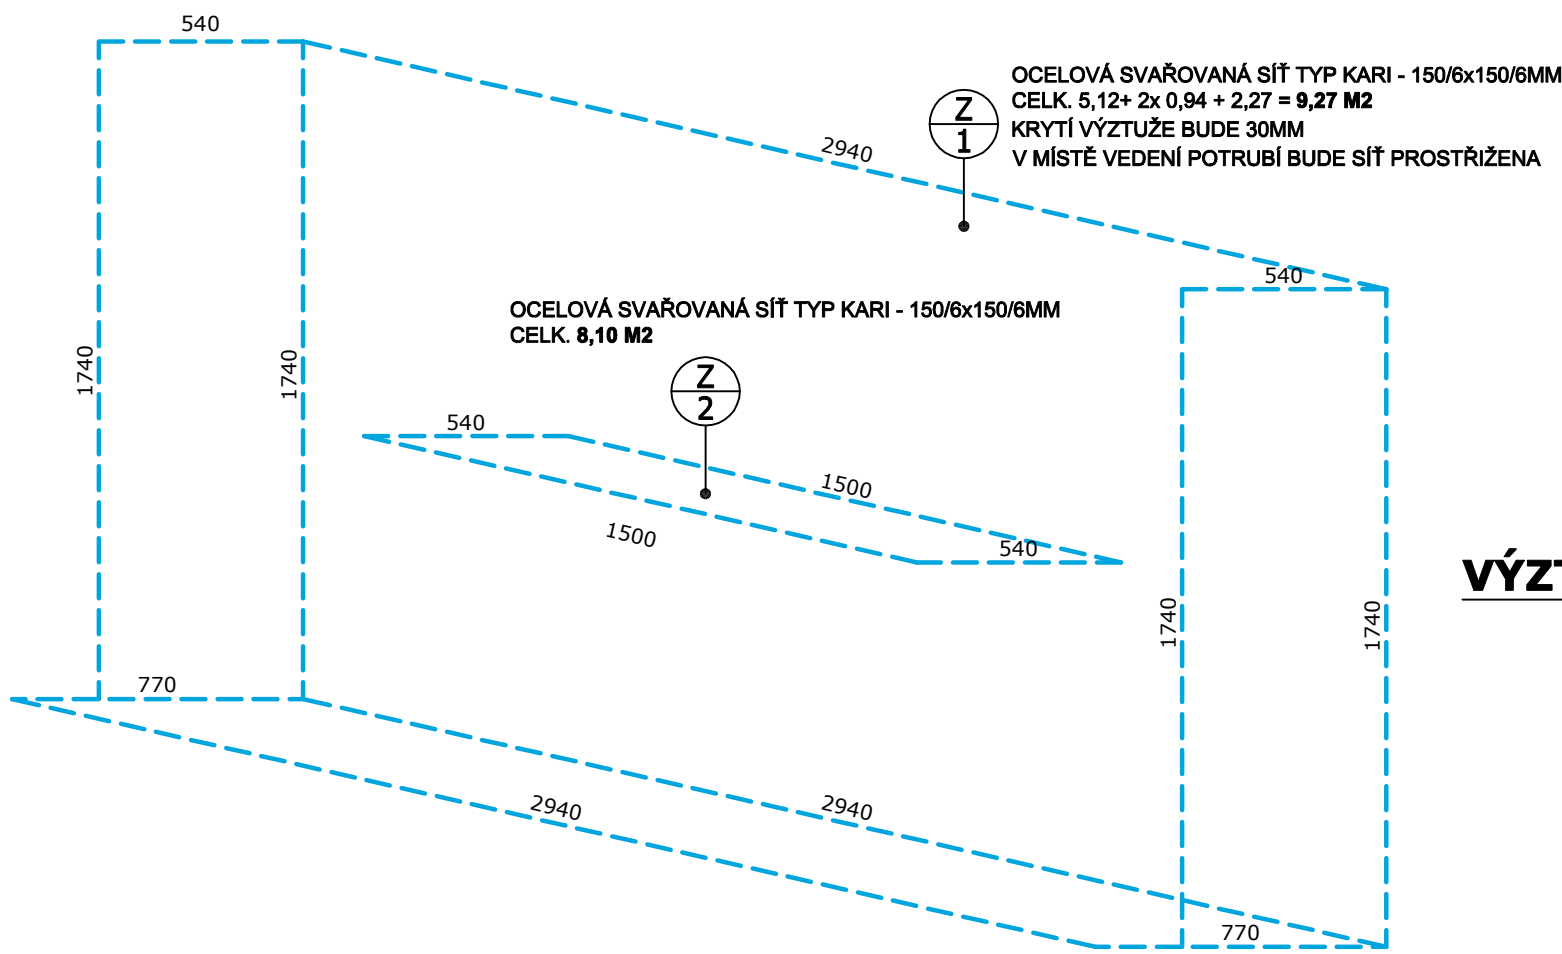 540
OCELOVÁ SVAŘOVANÁ SÍŤ TYP KARI - 150/6x150/6MM
CELK. 5,12+ 2x 0,94 + 2,27 = 9,27 M2
KRYTÍ VÝZTUŽE BUDE 30MM
V MÍSTĚ VEDENÍ POTRUBÍ BUDE SÍŤ PROSTŘIŽENA
Z
1
2940
540
OCELOVÁ SVAŘOVANÁ SÍŤ TYP KARI - 150/6x150/6MM
CELK. 8,10 M2
1740
1740
Z
2
540
1500
1500
540
VÝZT
1740
1740
770
2940
2940
770